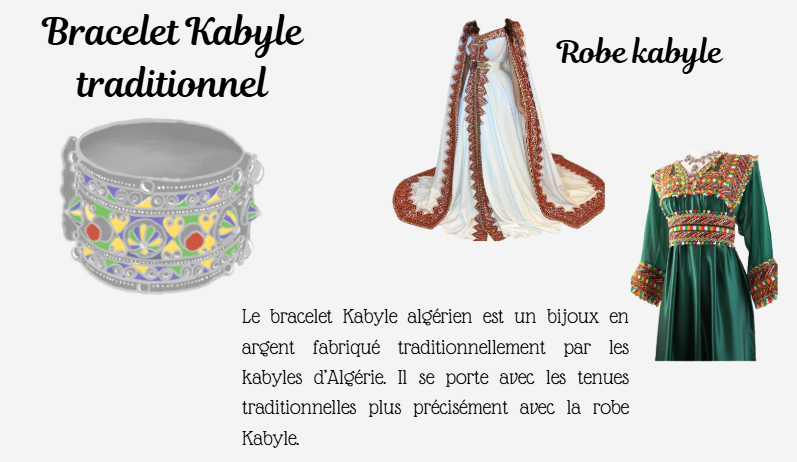 Bracelet Kabyle
traditionnel
Robe kabyle
Le bracelet Kabyle algérien est un bijoux en
argent fabriqué traditionnellement par les
kabyles d'Algérie. Il se porte avec les tenues
traditionnelles plus précisément avec la robe
Kabyle.